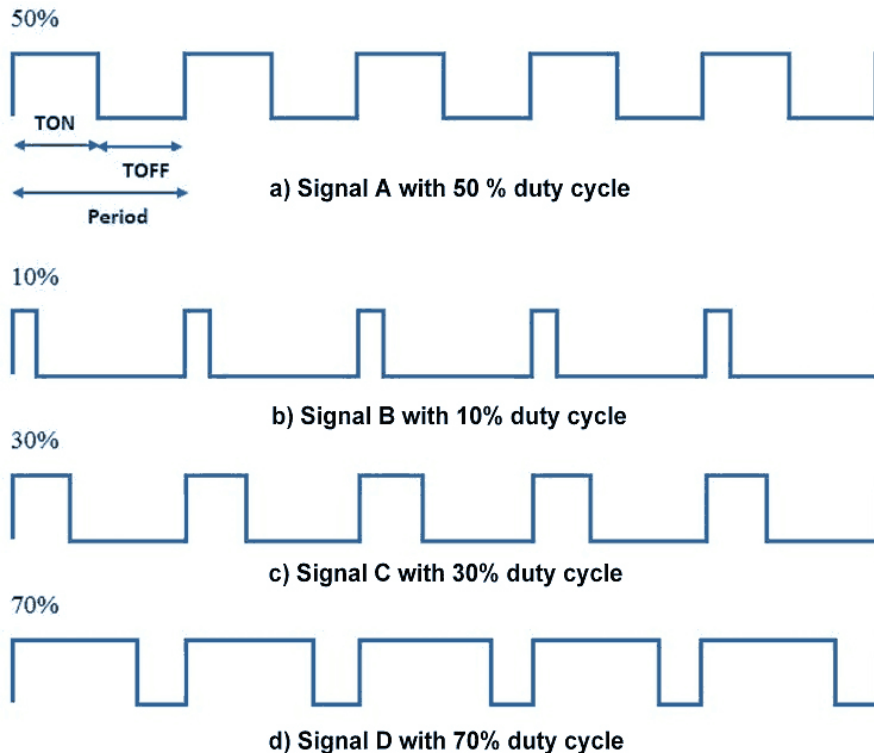 50%
TON
TOFF
Period
a) Signal A with 50 % duty cycle
10%
b) Signal B with 10% duty cycle
30%
c) Signal C with 30% duty cycle
70%
d) Signal D with 70% duty cycle